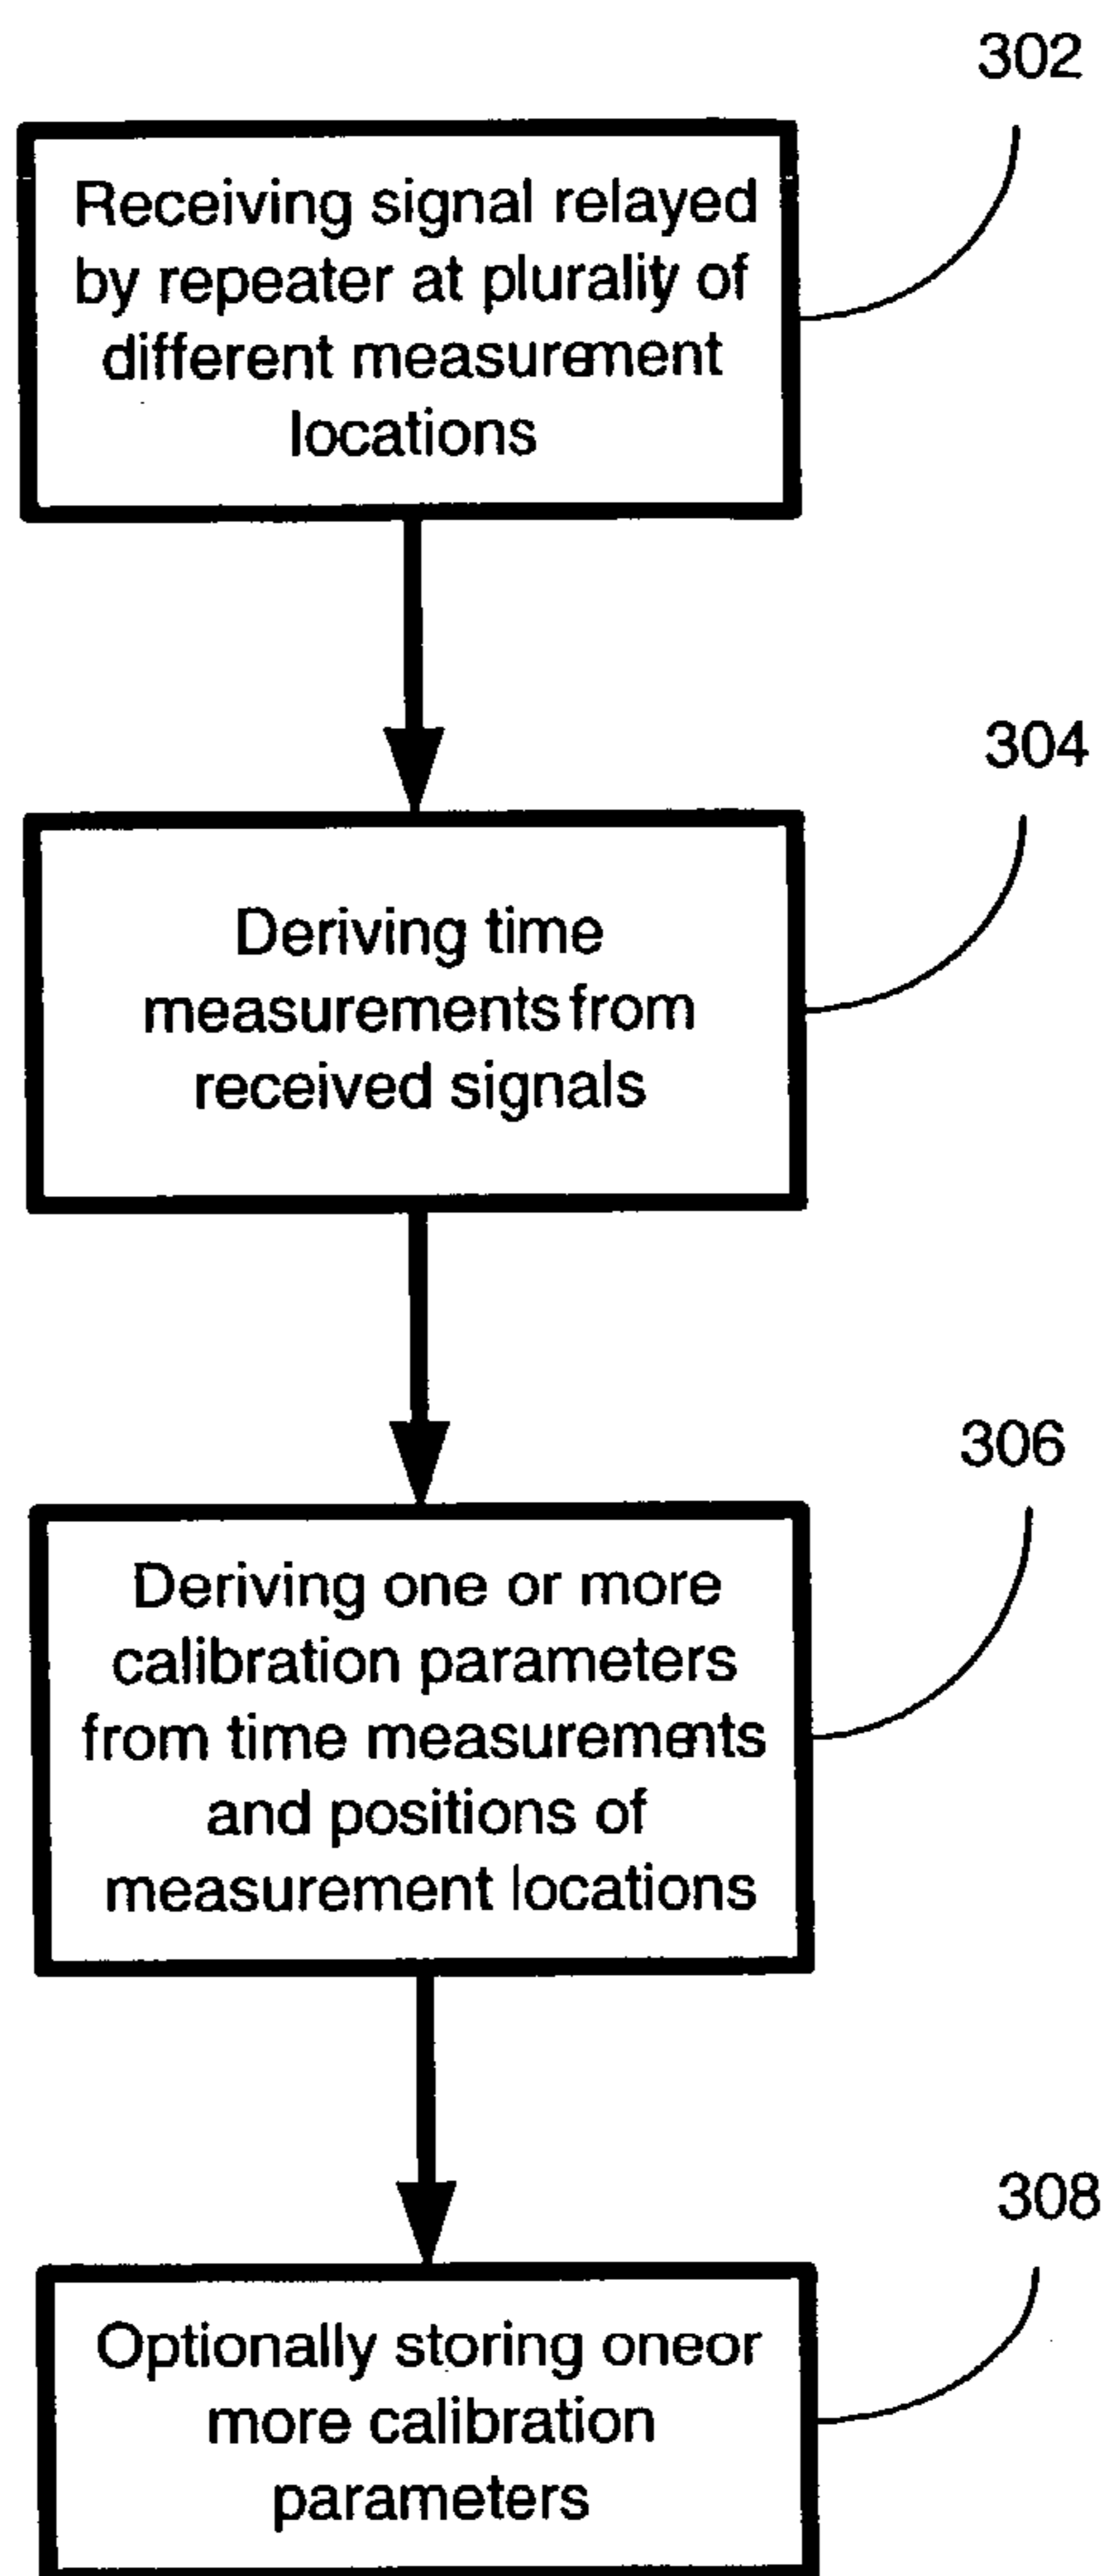 302
Receiving signal relayed
by repeater at plurality of
different measurement
locations
304
Deriving time
measurements from
received signals
306
Deriving one or more
calibration parameters
from time measurements
and positions of
measurement locations
308
Optionally storing oneor
more calibration
parameters